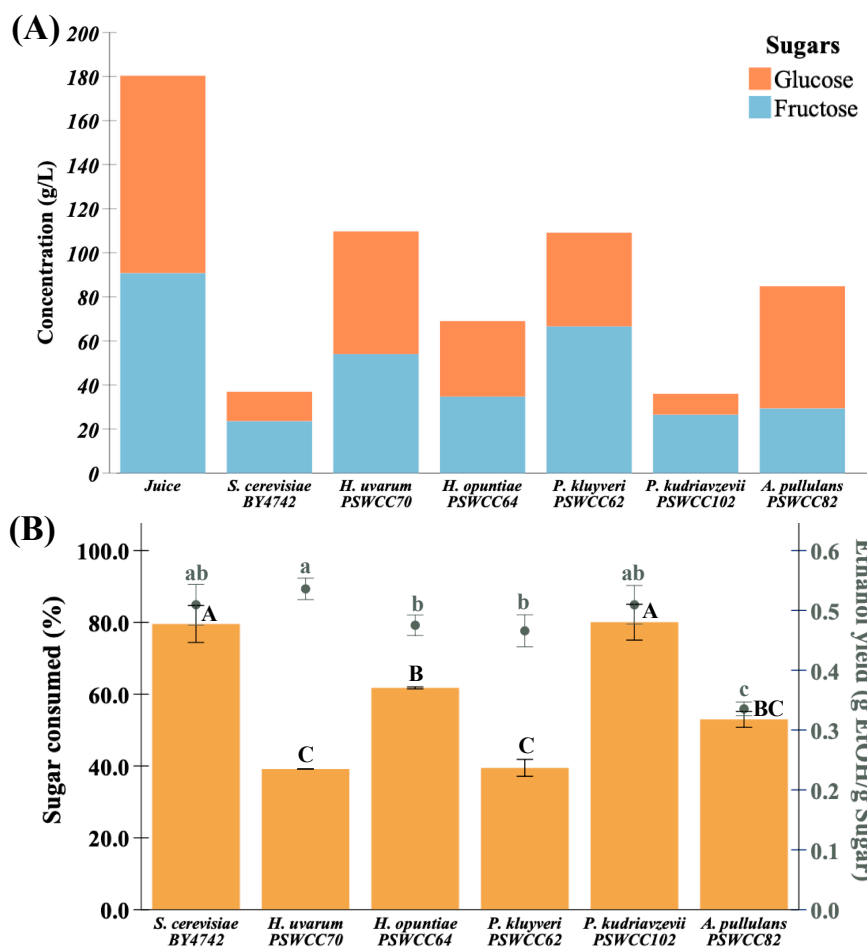 (A)
Sugars
Glucose
Fructose
Concentration (g/L)
200
180
160
140
120
100
80
60
40
20
0
Juice
S. cerevisiae
BY4742
H. uvarum
PSWCC70
H. opuntiae
PSWCC64
P. kluyveri
PSWCC62
P. kudriavzevii
PSWCC102
A. pullulans
PSWCC82
(B)
Sugar consumed (%)
100.0
80.0
60.0
40.0
20.0
0.0
ab
A
a
C
b
B
b
C
ab
A
c
BC
0.6
0.5
0.4
0.3
0.2
0.1
0.0
Ethanol yield (g EtOH/g Sugar)
S. cerevisiae
BY4742
H. uvarum
PSWCC70
H. opuntiae
PSWCC64
P. kluyveri
PSWCC62
P. kudriavzevii
PSWCC102
A. pullulans
PSWCC82